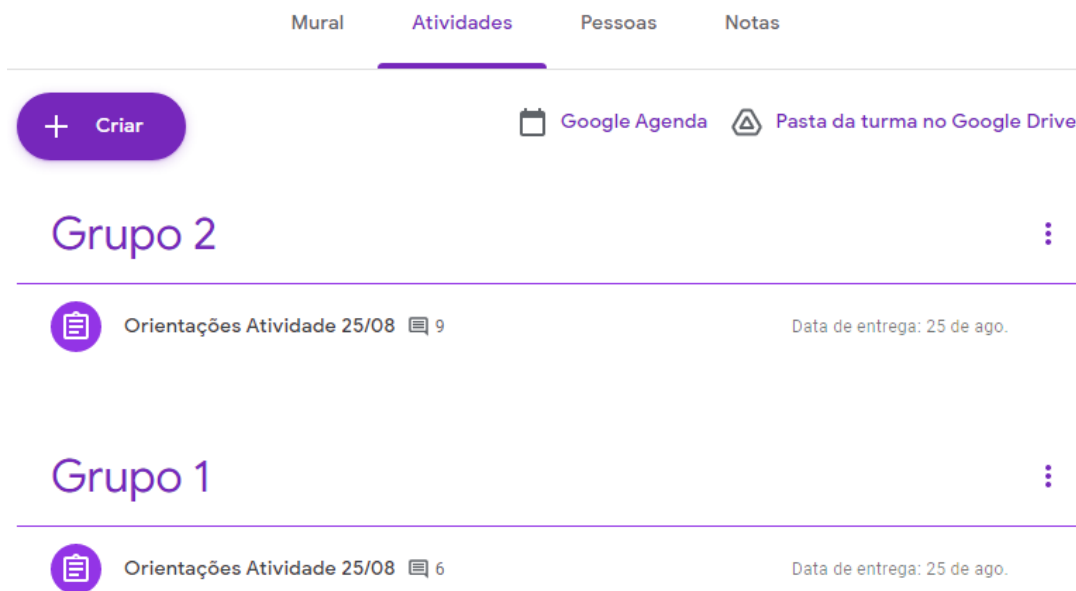 Mural Atividades Pessoas Notas
+ Criar Google Agenda Pasta da turma no Google Drive
Grupo 2
Orientações Atividade 25/08 9 Data de entrega: 25 de ago.
Grupo 1
Orientações Atividade 25/08 6 Data de entrega: 25 de ago.